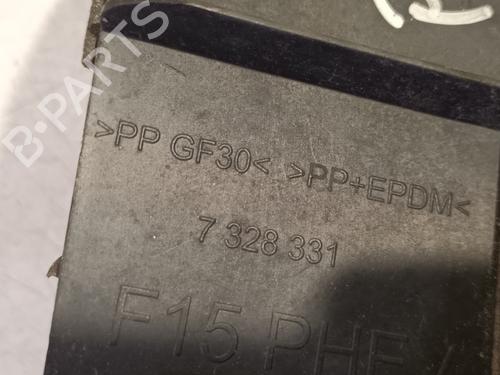 B-PARTS
>PP GF30< >PP+EPDM<
7 328 331
F15 PHE